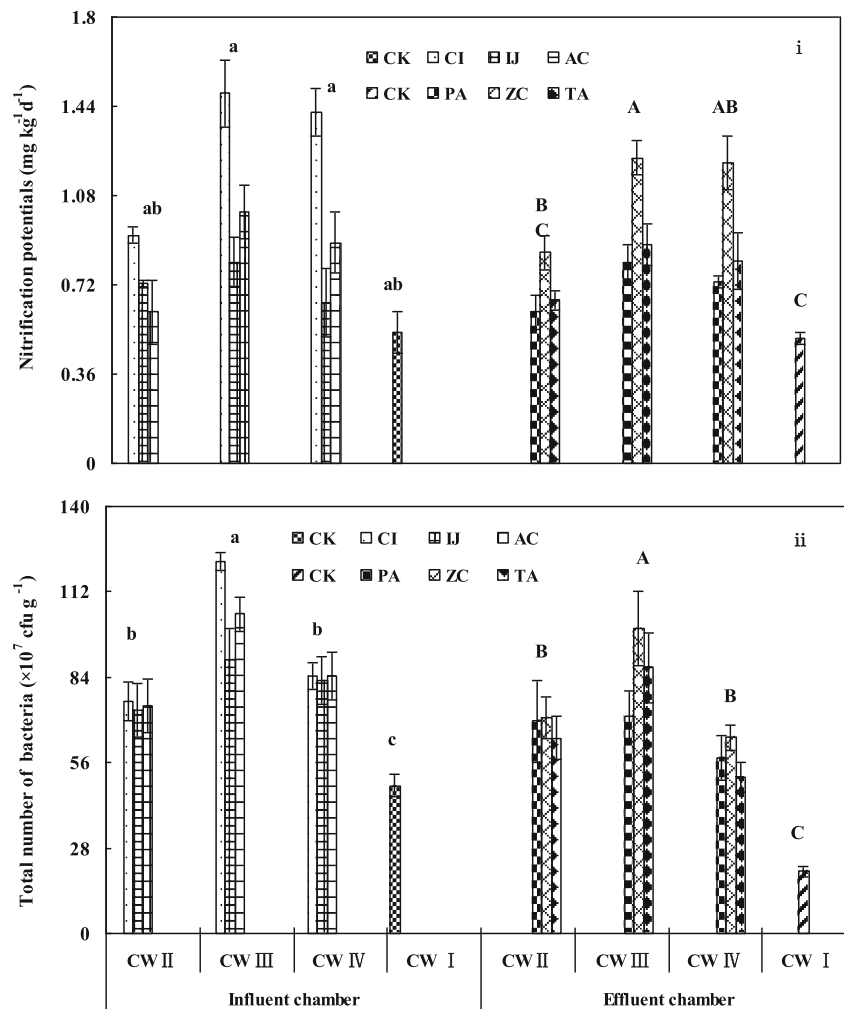 Nitrification potentials (mg kg⁻¹d⁻¹)
1.8
1.44
1.08
0.72
0.36
0
CK CI IJ AC
CK PA ZC TA
i
ab
a
a
ab
B
C
A
AB
C
Total number of bacteria (×10⁷ cfu g⁻¹)
140
112
84
56
28
0
CK CI IJ AC
CK PA ZC TA
ii
b
a
b
c
B
A
B
C
CW Ⅱ CW Ⅲ CW Ⅳ CW Ⅰ CW Ⅱ CW Ⅲ CW Ⅳ CW Ⅰ
Influent chamber Effluent chamber